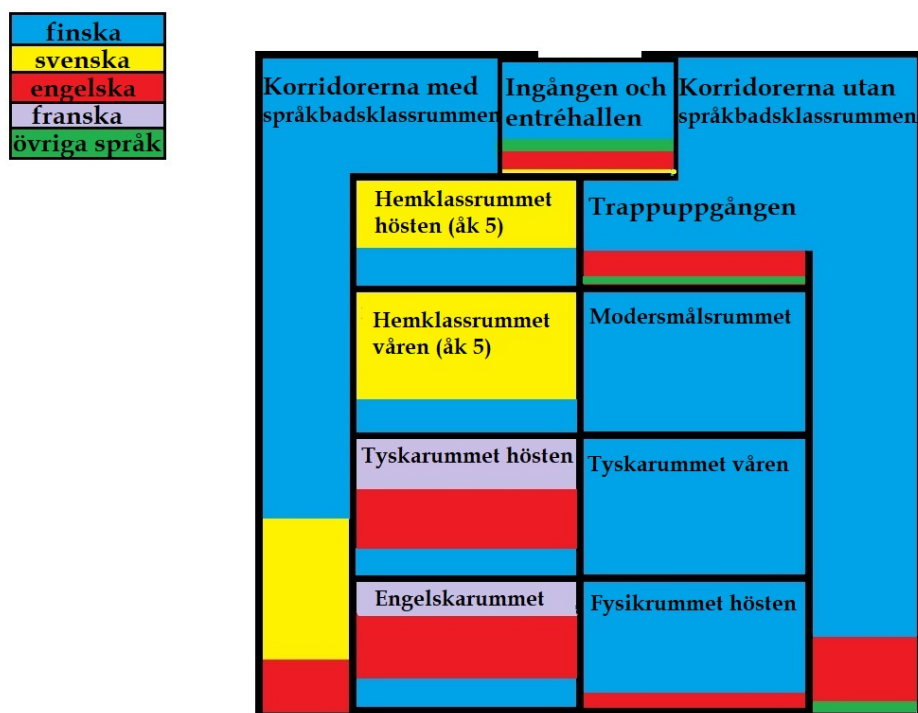 finska
svenska
engelska
franska
övriga språk
Korridorerna med
språkbadsklassrummen
Ingången och
entréhallen
Korridorerna utan
språkbadsklassrummen
Hemklassrummet
hösten (åk 5)
Trappuppgången
Hemklassrummet
våren (åk 5)
Modersmålsrummet
Tyskarummet hösten
Tyskarummet våren
Engelskarummet
Fysikrummet hösten